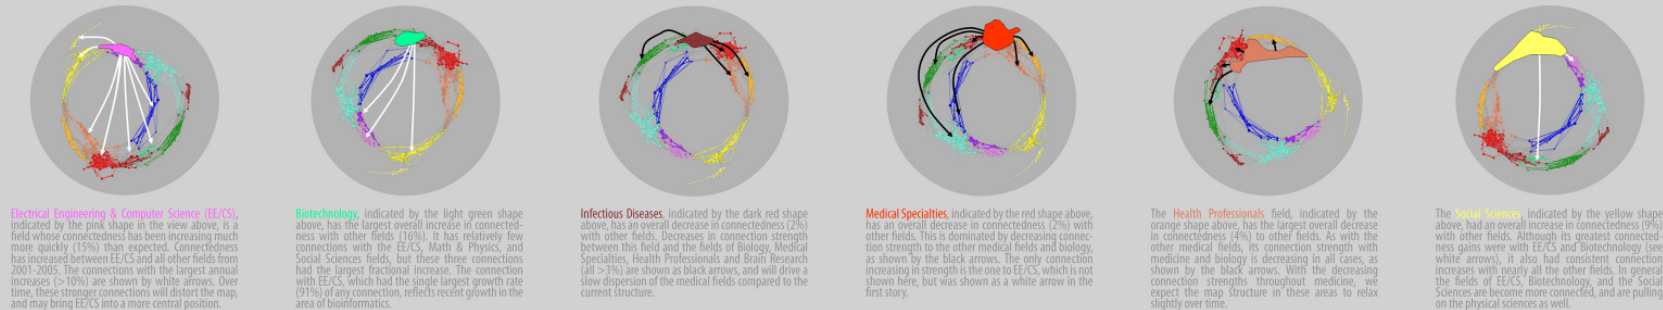 Electrical Engineering & Computer Science (EE/CS),
indicated by the pink shape in the view above, is a
field whose connectedness has been increasing much
more quickly (15%) than expected. Connectedness
has increased between EE/CS and all other fields from
2001-2005. The connections with the largest annual
increases (>10%) are shown by white arrows. Over
time, these stronger connections will distort the map,
and may bring EE/CS into a more central position.
Biotechnology, indicated by the light green shape
above, has the largest overall increase in connected-
ness with other fields (16%). It has relatively few
connections with the EE/CS, Math & Physics, and
Social Sciences fields, but these three connections
had the largest fractional increase. The connection
with EE/CS, which had the single largest growth rate
(91%) of any connection, reflects recent growth in the
area of bioinformatics.
Infectious Diseases, indicated by the dark red shape
above, has an overall decrease in connectedness (2%)
with other fields. Decreases in connection strength
between this field and the fields of Biology, Medical
Specialties, Health Professionals and Brain Research
(all >3%) are shown as black arrows, and will drive a
slow dispersion of the medical fields compared to the
current structure.
Medical Specialties, indicated by the red shape above,
has an overall decrease in connectedness (2%) with
other fields. This is dominated by decreasing connec-
tion strength to the other medical fields and biology,
as shown by the black arrows. The only connection
increasing in strength is the one to EE/CS, which is not
shown here, but was shown as a white arrow in the
first story.
The Health Professionals field, indicated by the
orange shape above, has the largest overall decrease
in connectedness (4%) to other fields. As with the
other medical fields, its connection strength with
medicine and biology is decreasing in all cases, as
shown by the black arrows. With the decreasing
connection strengths throughout medicine, we
expect the map structure in these areas to relax
slightly over time.
The Social Sciences, indicated by the yellow shape
above, had an overall increase in connectedness (9%)
with other fields. Although its greatest connected-
ness gains were with EE/CS and Biotechnology (see
white arrows), it also had consistent connection
increases with nearly all the other fields. In general
the fields of EE/CS, Biotechnology, and the Social
Sciences are become more connected, and are pulling
on the physical sciences as well.